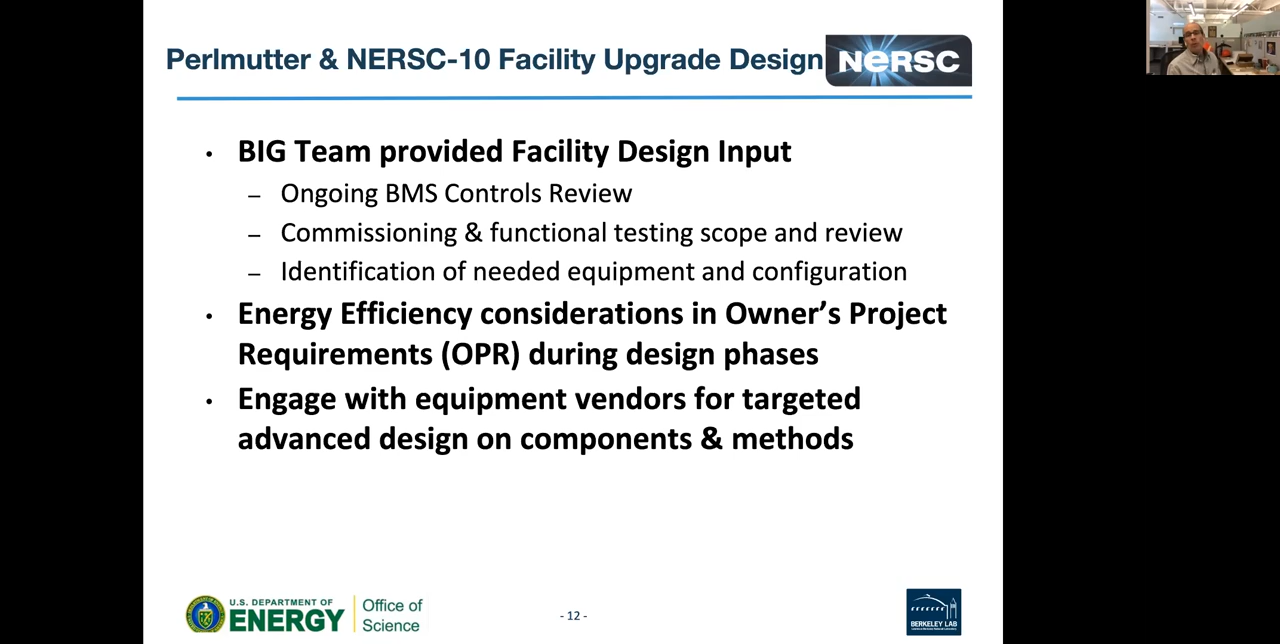 Perlmutter & NERSC-10 Facility Upgrade Design
NeRSC
• BIG Team provided Facility Design Input
– Ongoing BMS Controls Review
– Commissioning & functional testing scope and review
– Identification of needed equipment and configuration
• Energy Efficiency considerations in Owner’s Project
Requirements (OPR) during design phases
• Engage with equipment vendors for targeted
advanced design on components & methods
U.S. DEPARTMENT OF
ENERGY
Office of
Science
- 12 -
BERKELEY LAB